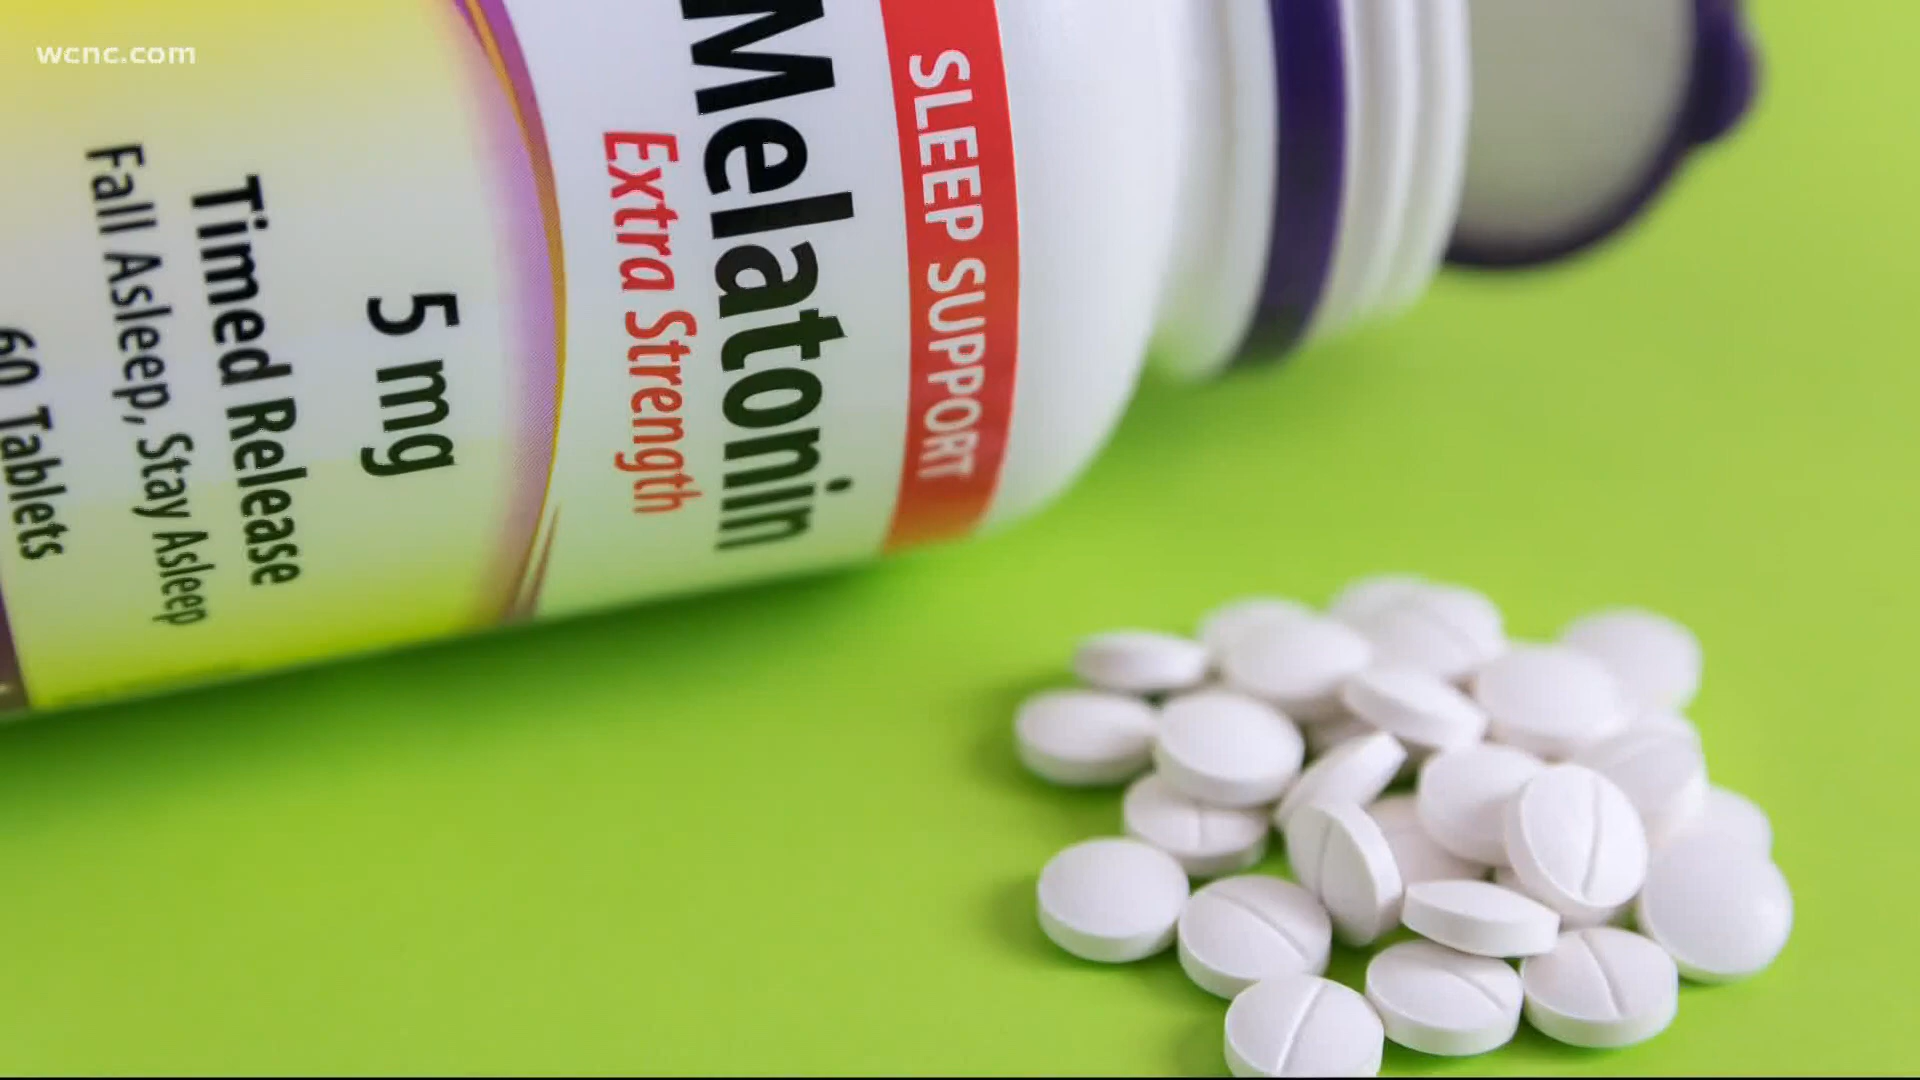 wcnc.com
SLEEP SUPPORT
Melatonin
Extra Strength
5 mg
Timed Release
Fall Asleep, Stay Asleep
60 Tablets